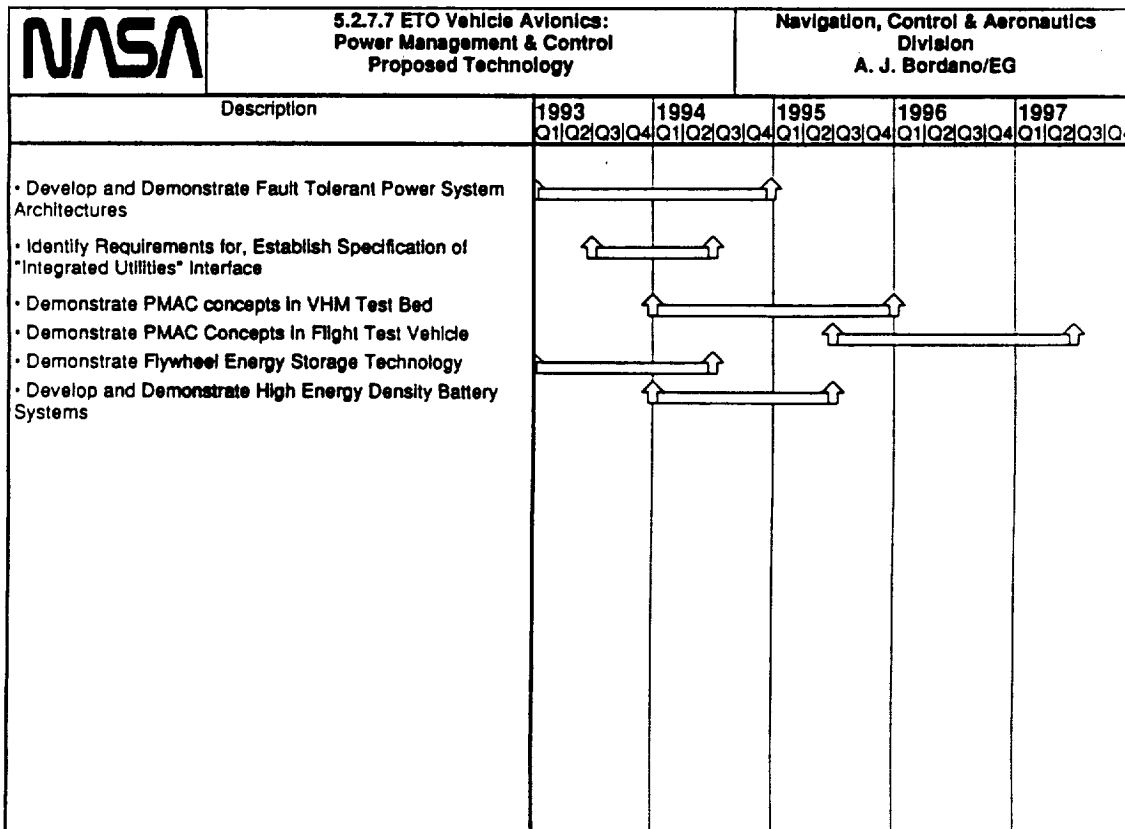 NASA
5.2.7.7 ETO Vehicle Avionics:
Power Management & Control
Proposed Technology
Navigation, Control & Aeronautics
Division
A. J. Bordano/EG
Description
1993 1994 1995 1996 1997
Q1|Q2|Q3|Q4 Q1|Q2|Q3|Q4 Q1|Q2|Q3|Q4 Q1|Q2|Q3|Q4 Q1|Q2|Q3|Q4
• Develop and Demonstrate Fault Tolerant Power System
Architectures
• Identify Requirements for, Establish Specification of
"Integrated Utilities" Interface
• Demonstrate PMAC concepts in VHM Test Bed
• Demonstrate PMAC Concepts in Flight Test Vehicle
• Demonstrate Flywheel Energy Storage Technology
• Develop and Demonstrate High Energy Density Battery
Systems